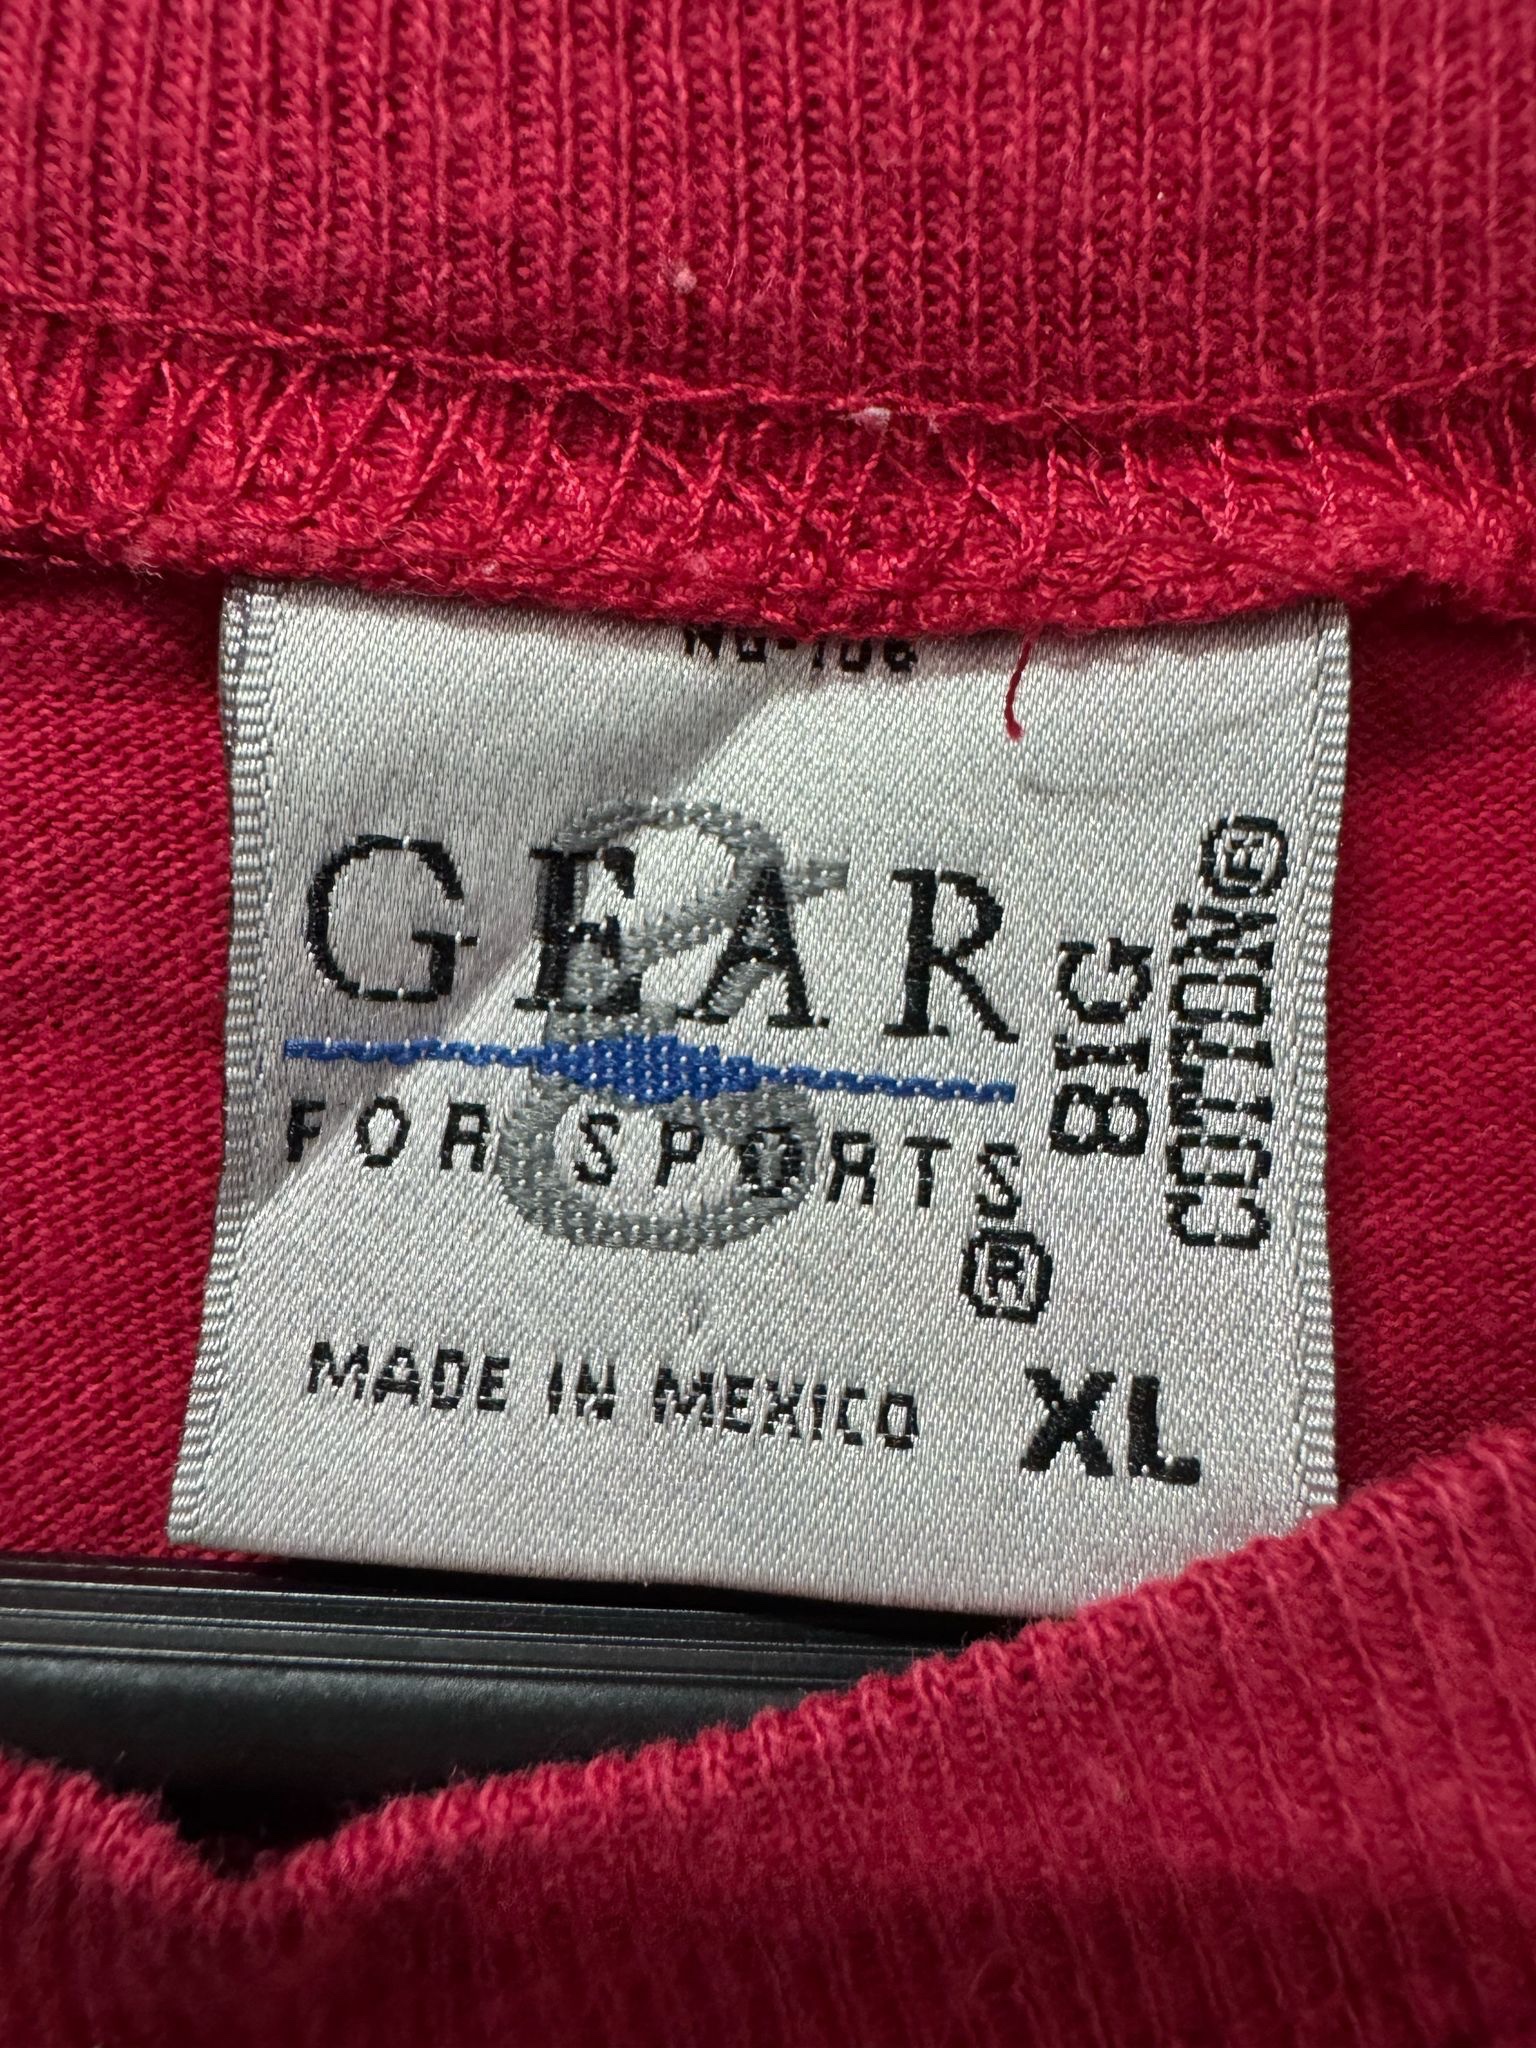 GEAR
FOR SPORTS®
BIG
COTTON®
MADE IN MEXICO
XL